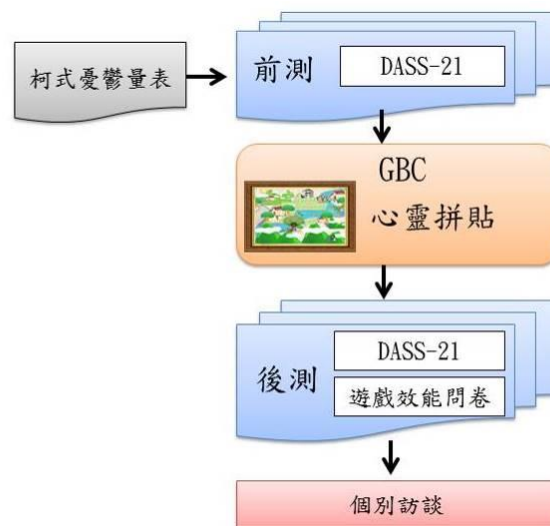 柯式憂鬱量表
前測
DASS-21
GBC
心靈拼貼
後測
DASS-21
遊戲效能問卷
個別訪談